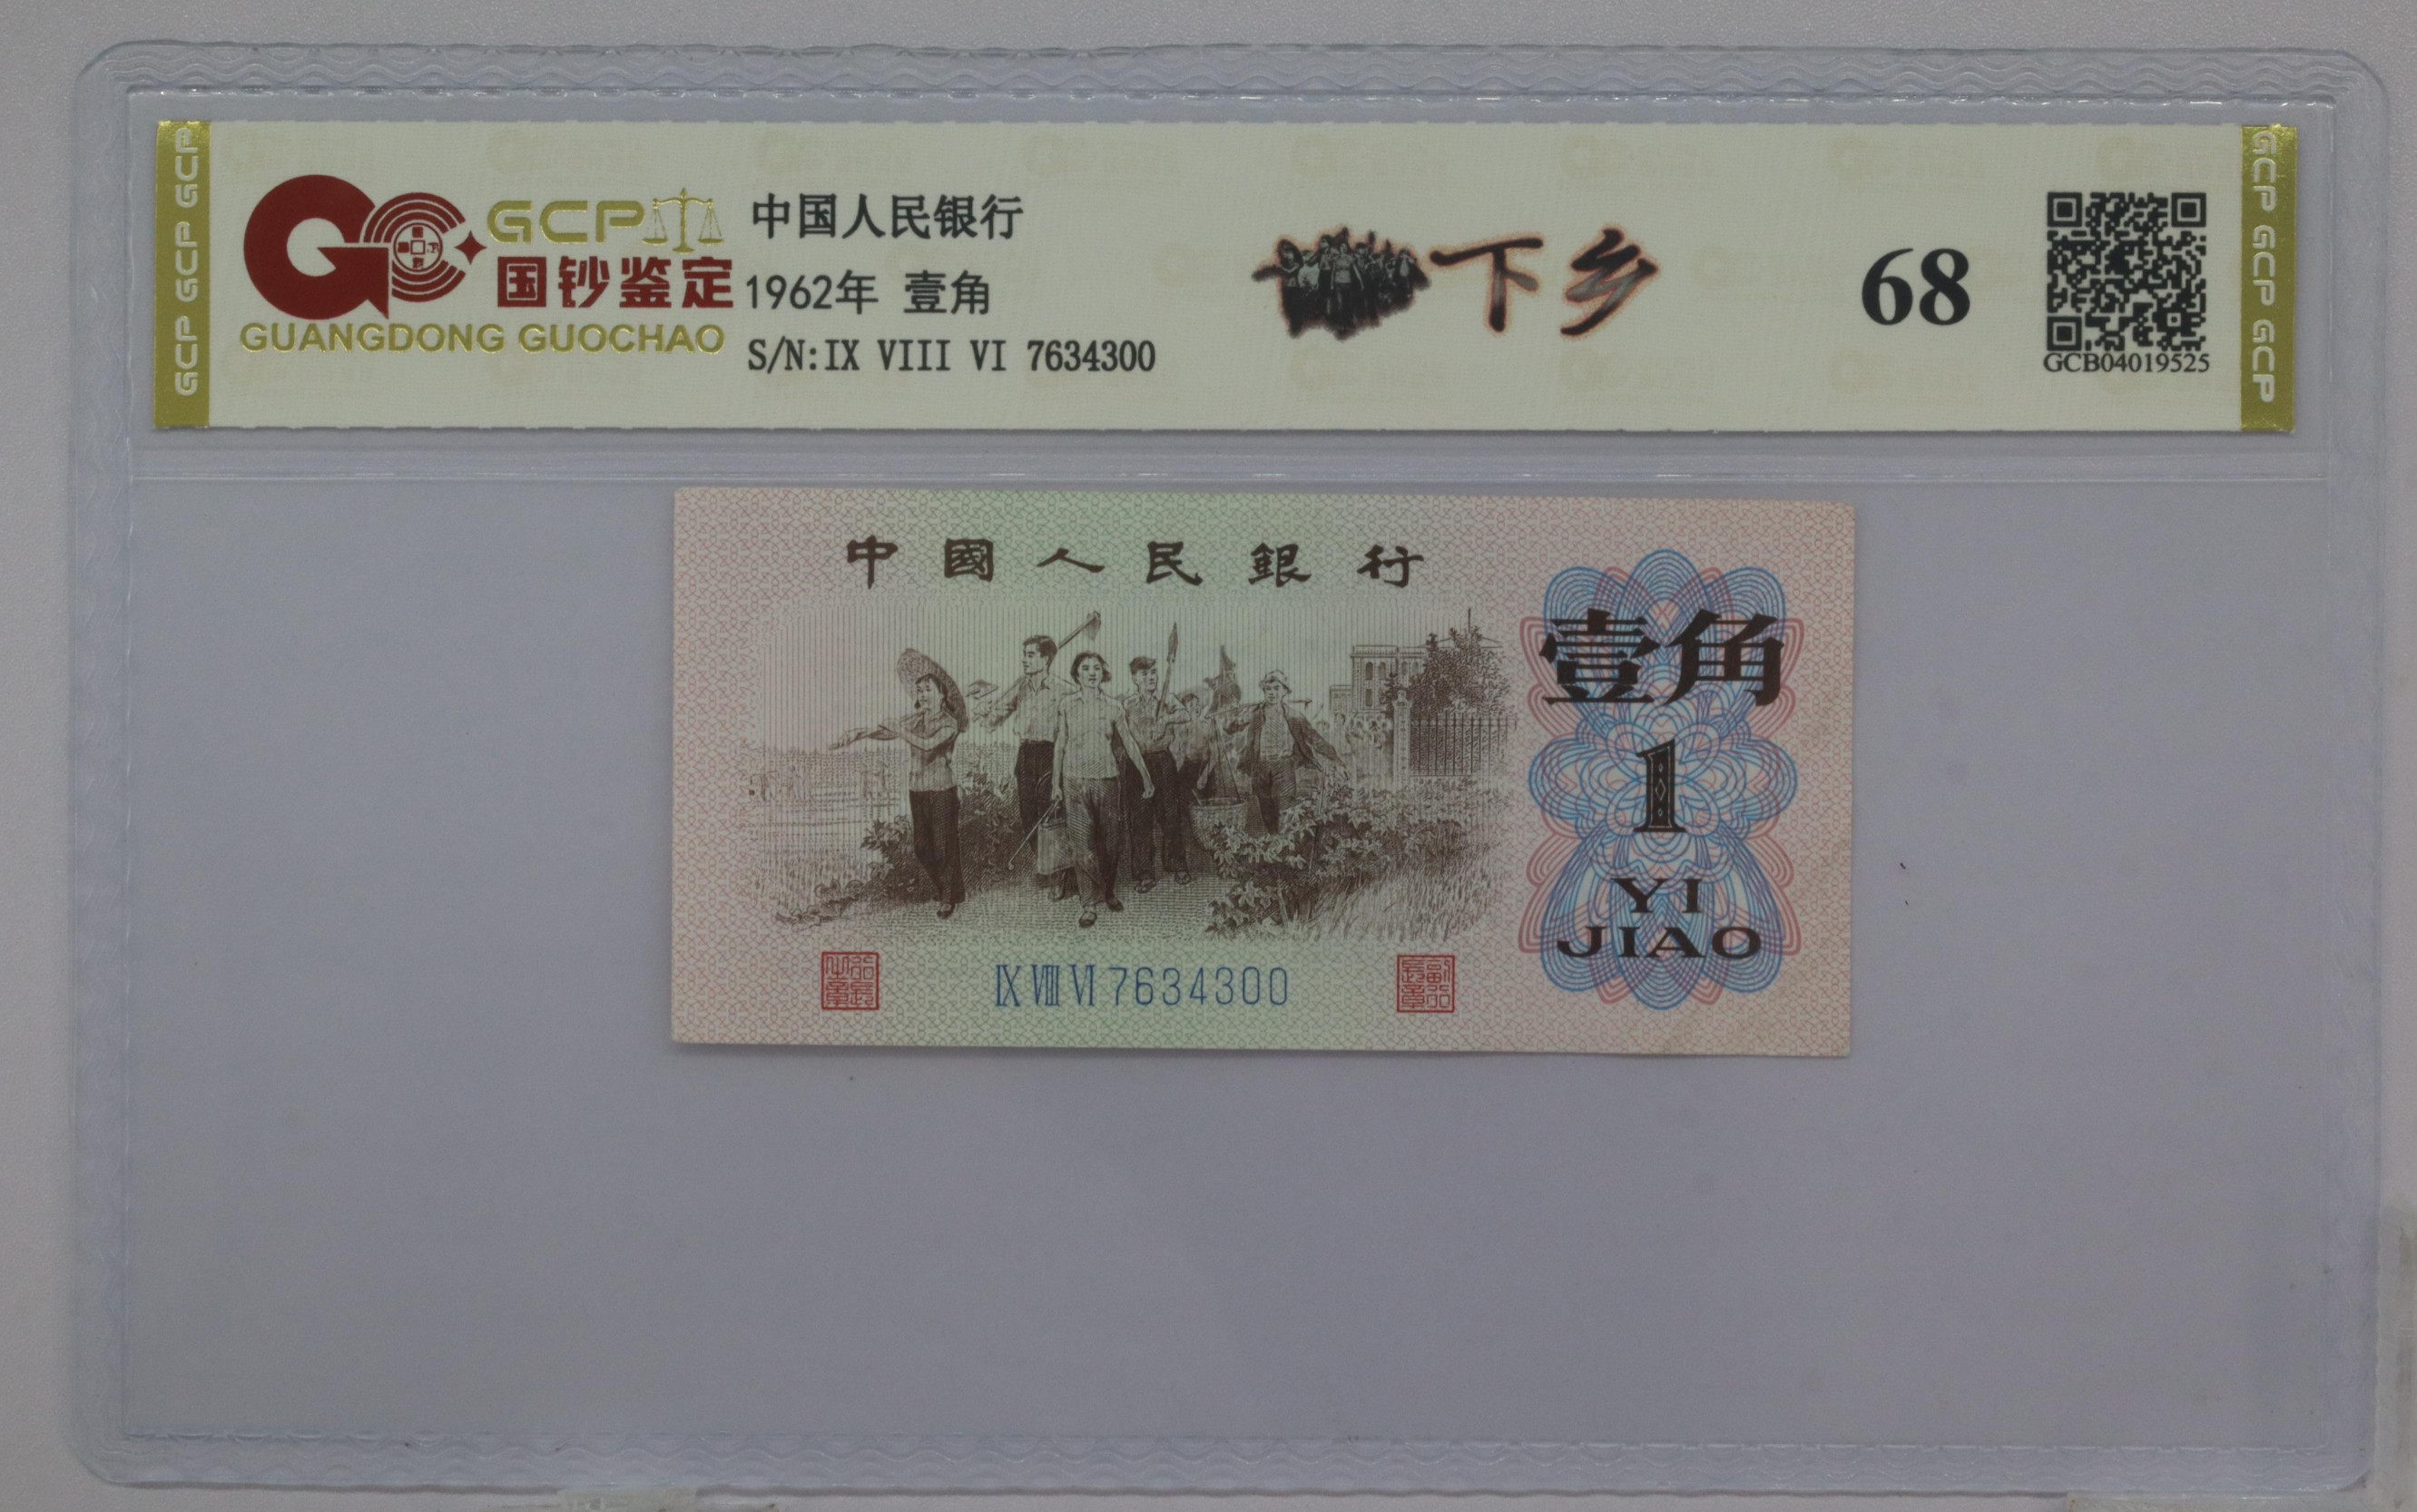 GCP GCP GCP
GCP
国钞鉴定
GUANGDONG GUOCHAO
中国人民银行
1962年 壹角
S/N:IX VIII VI 7634300
下乡
68
GCB04019525
GCP GCP GCP
中國人民銀行
壹角
1
YI
JIAO
IX VIII VI 7634300